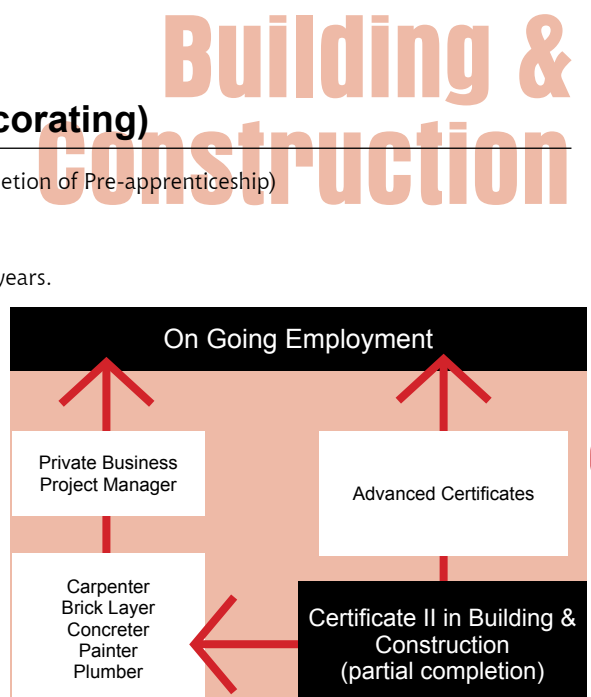 Building &
Construction
corating)
etion of Pre-apprenticeship)
years.
On Going Employment
Private Business
Project Manager
Advanced Certificates
Carpenter
Brick Layer
Concreter
Painter
Plumber
Certificate II in Building &
Construction
(partial completion)